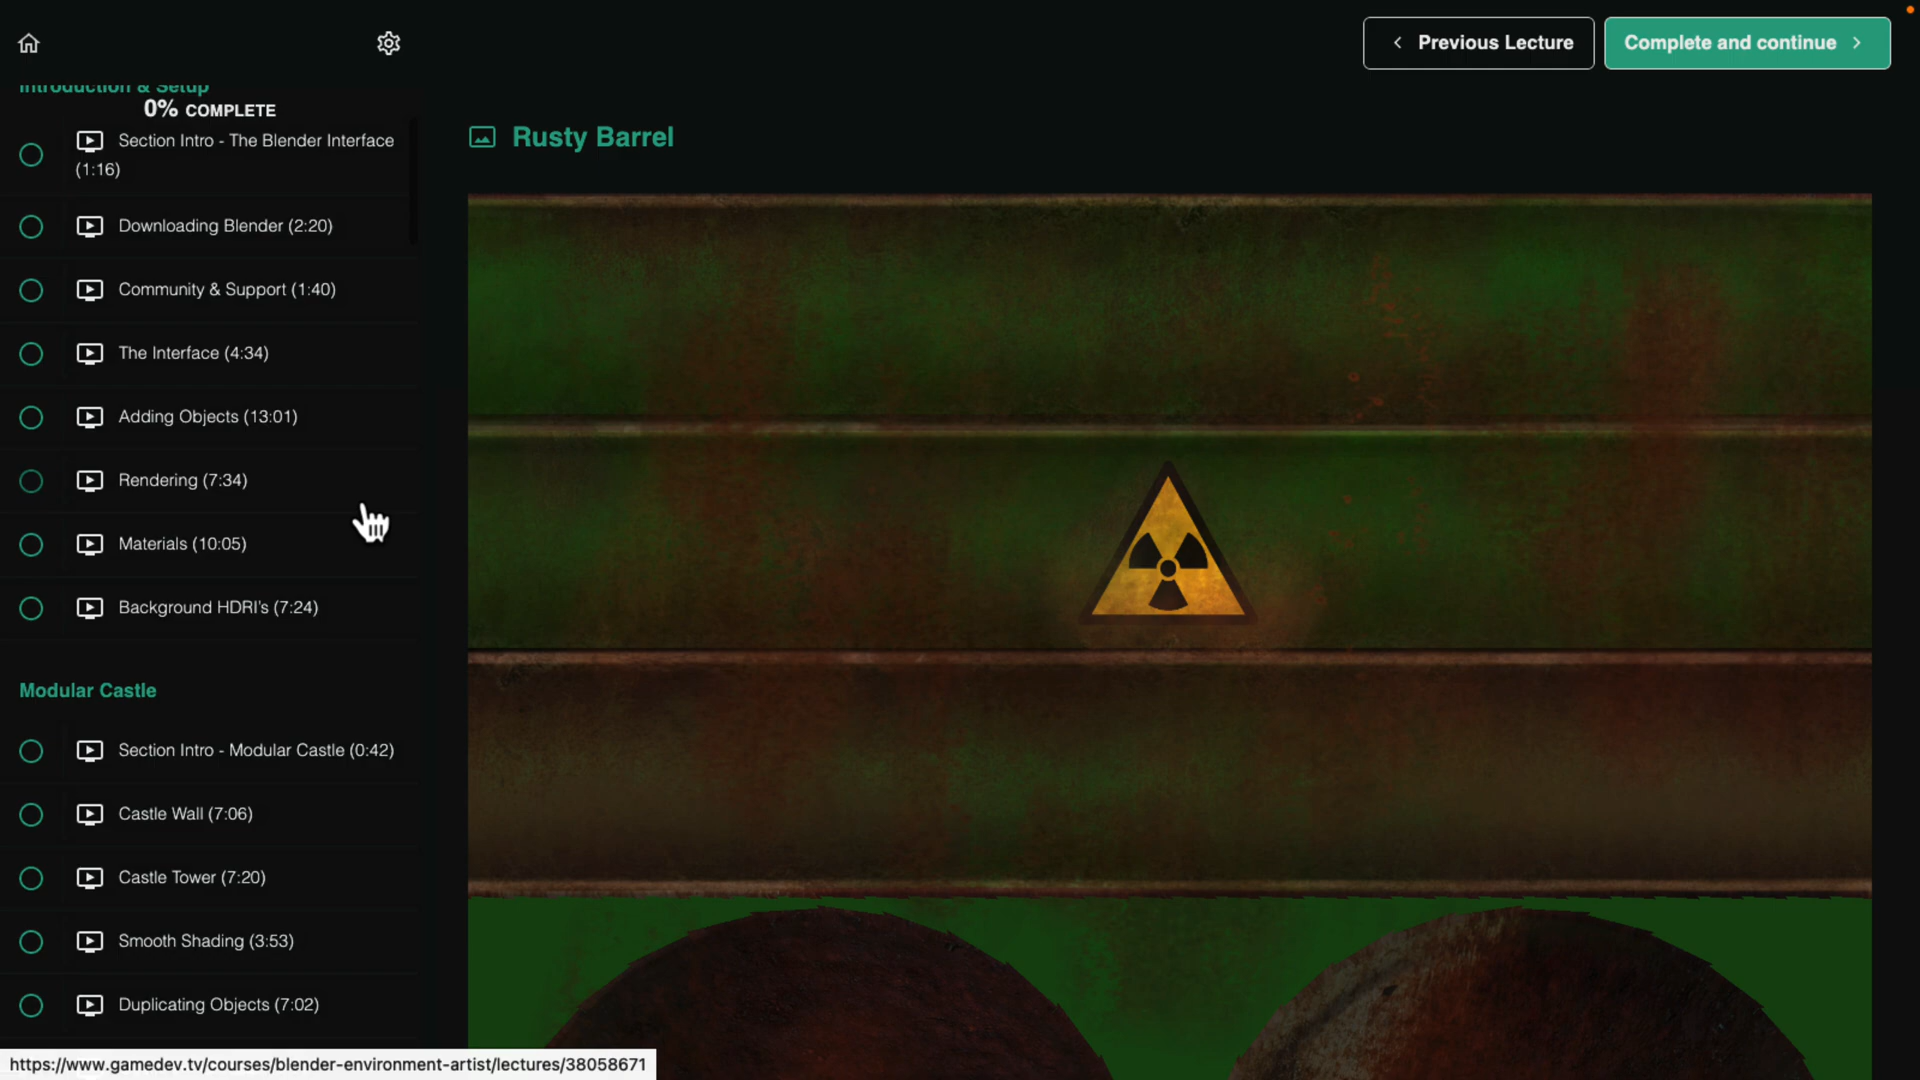 Previous Lecture
Complete and continue
Introduction & Setup
0% COMPLETE
Section Intro - The Blender Interface
(1:16)
Downloading Blender (2:20)
Community & Support (1:40)
The Interface (4:34)
Adding Objects (13:01)
Rendering (7:34)
Materials (10:05)
Background HDRI's (7:24)
Modular Castle
Section Intro - Modular Castle (0:42)
Castle Wall (7:06)
Castle Tower (7:20)
Smooth Shading (3:53)
Duplicating Objects (7:02)
Rusty Barrel
https://www.gamedev.tv/courses/blender-environment-artist/lectures/38058671